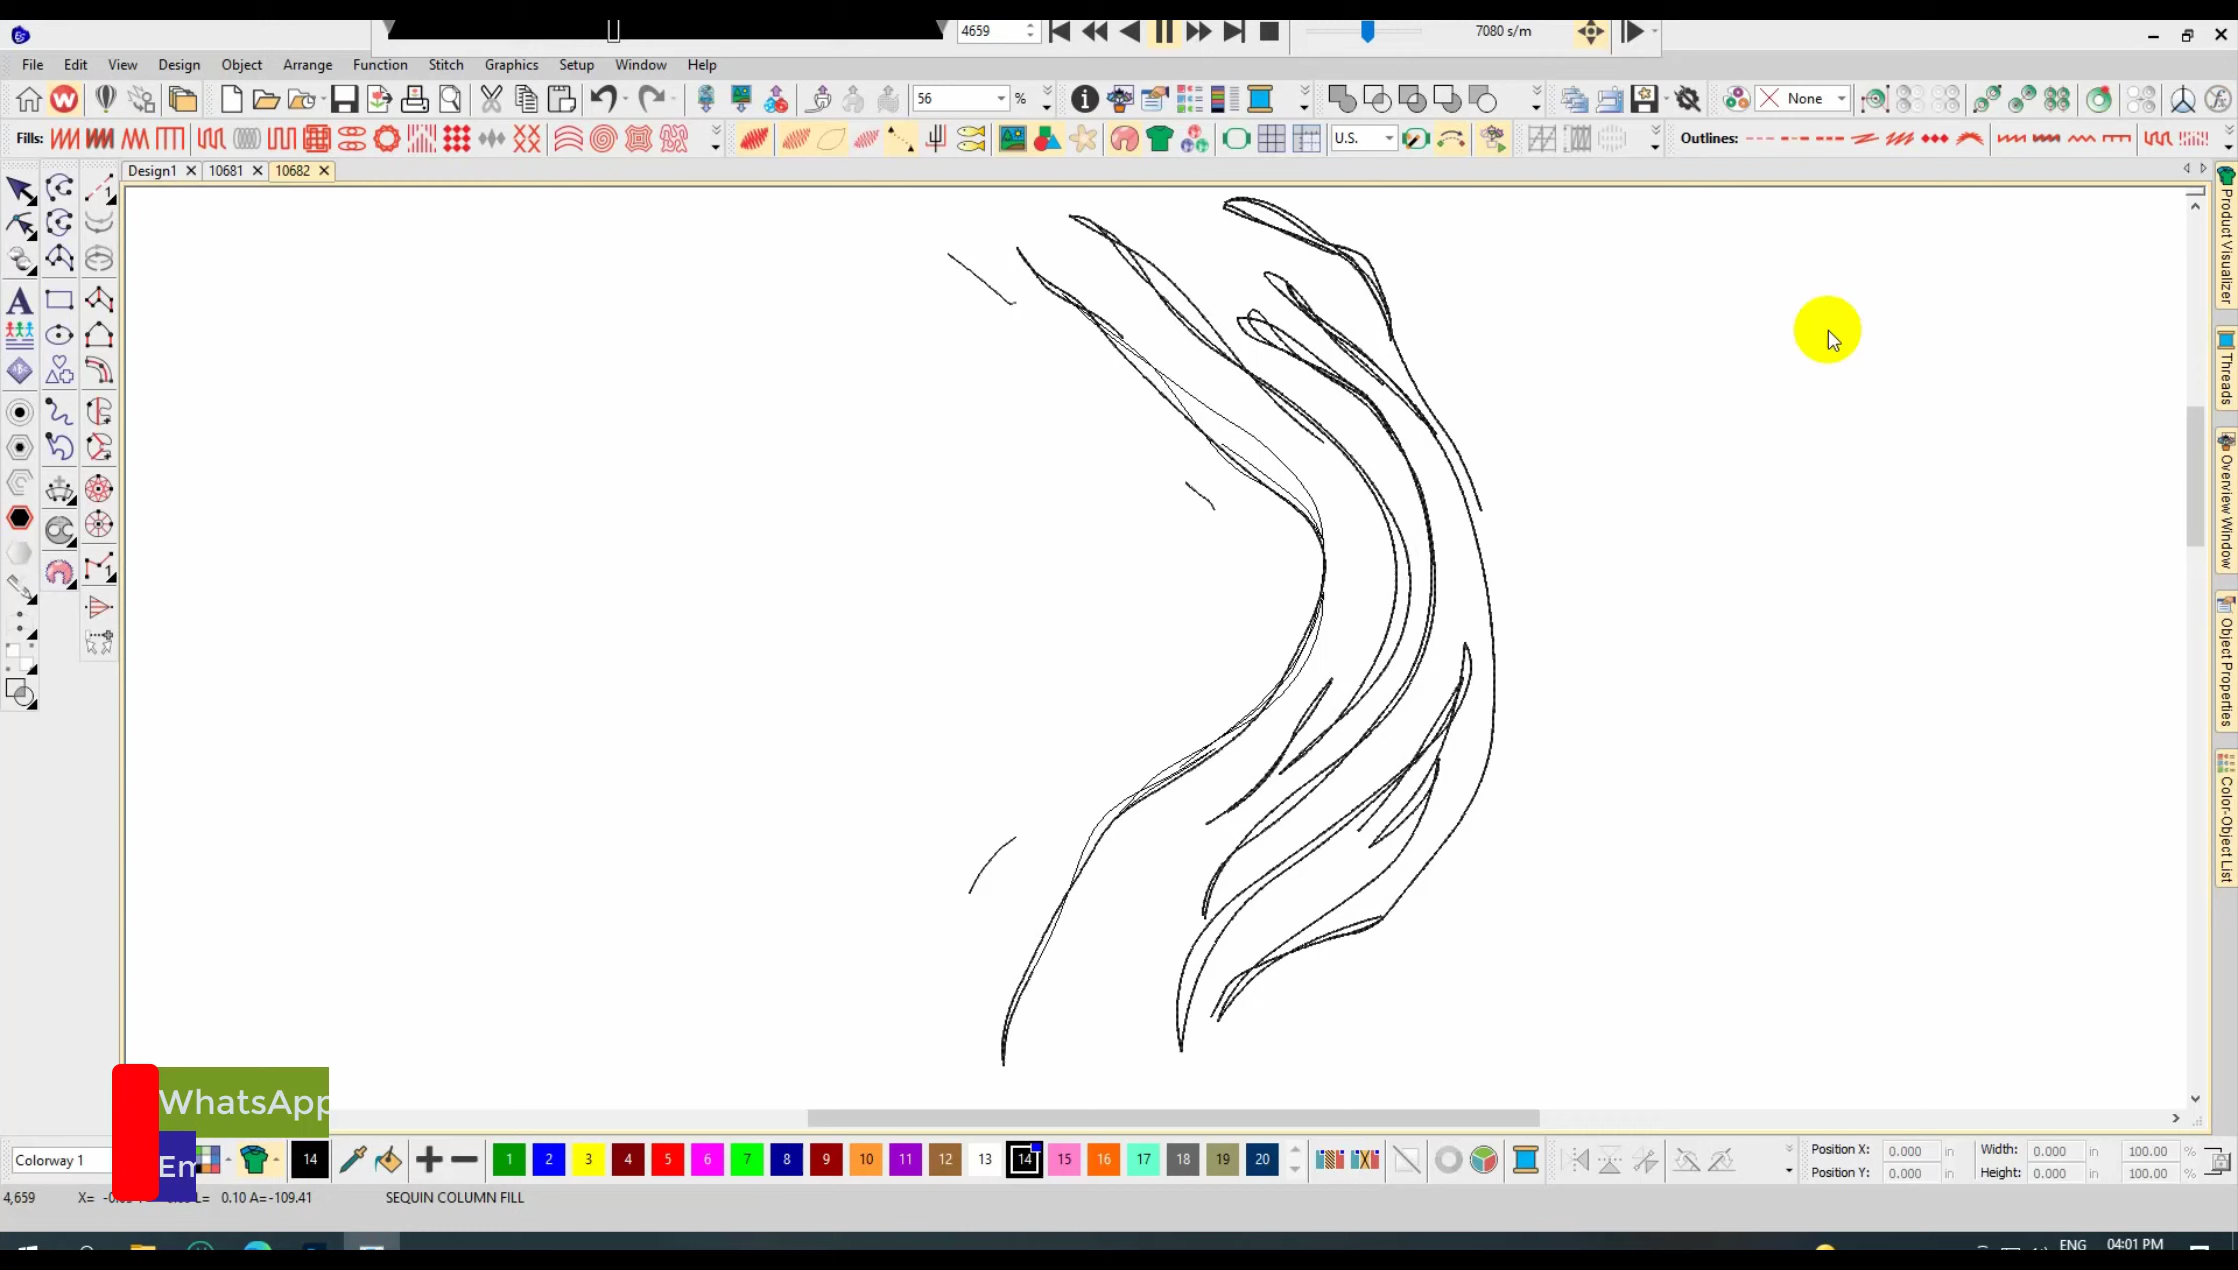 4659
7080 s/m
File Edit View Design Object Arrange Function Stitch Graphics Setup Window Help
56 %
None
Fills:
U.S.
Outlines:
Design1 10681 10682
Product Visualizer
Threads
Overview Window
Object Properties
Color-Object List
WhatsApp
Em
Colorway 1
14
1 2 3 4 5 6 7 8 9 10 11 12 13 14 15 16 17 18 19 20
Position X: 0.000 in Width: 0.000 in 100.00 %
Position Y: 0.000 in Height: 0.000 in 100.00 %
4,659 X= 0.10 A=-109.41 SEQUIN COLUMN FILL
ENG 04:01 PM